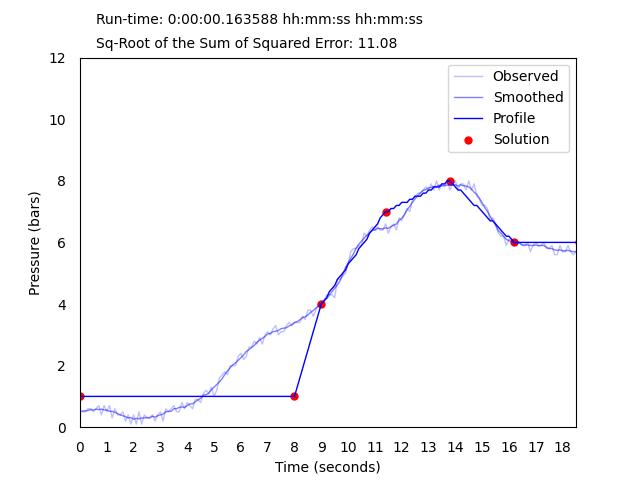 Run-time: 0:00:00.163588 hh:mm:ss hh:mm:ss
Sq-Root of the Sum of Squared Error: 11.08
Observed
Smoothed
Profile
Solution
12
10
8
6
4
2
0
Pressure (bars)
0 1 2 3 4 5 6 7 8 9 10 11 12 13 14 15 16 17 18
Time (seconds)